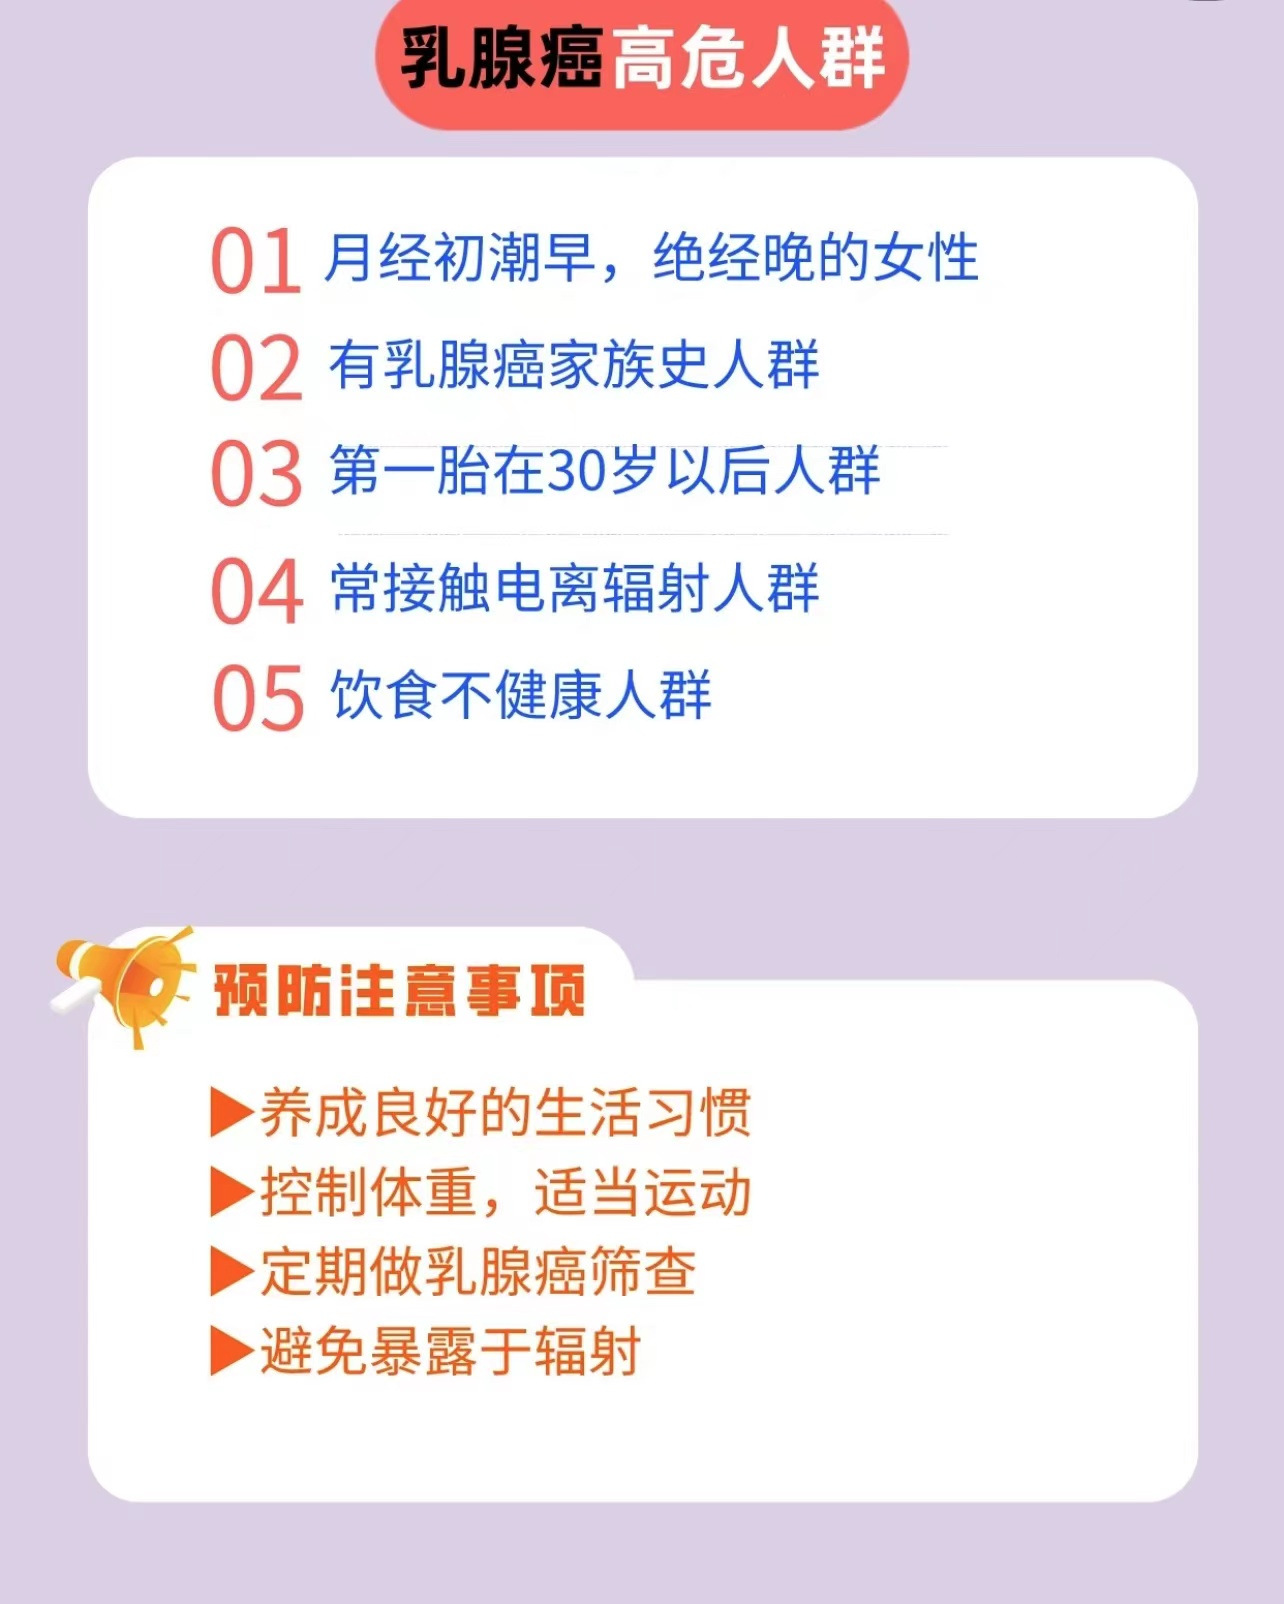 乳腺癌高危人群
01 月经初潮早，绝经晚的女性
02 有乳腺癌家族史人群
03 第一胎在30岁以后人群
04 常接触电离辐射人群
05 饮食不健康人群
预防注意事项
▶养成良好的生活习惯
▶控制体重，适当运动
▶定期做乳腺癌筛查
▶避免暴露于辐射